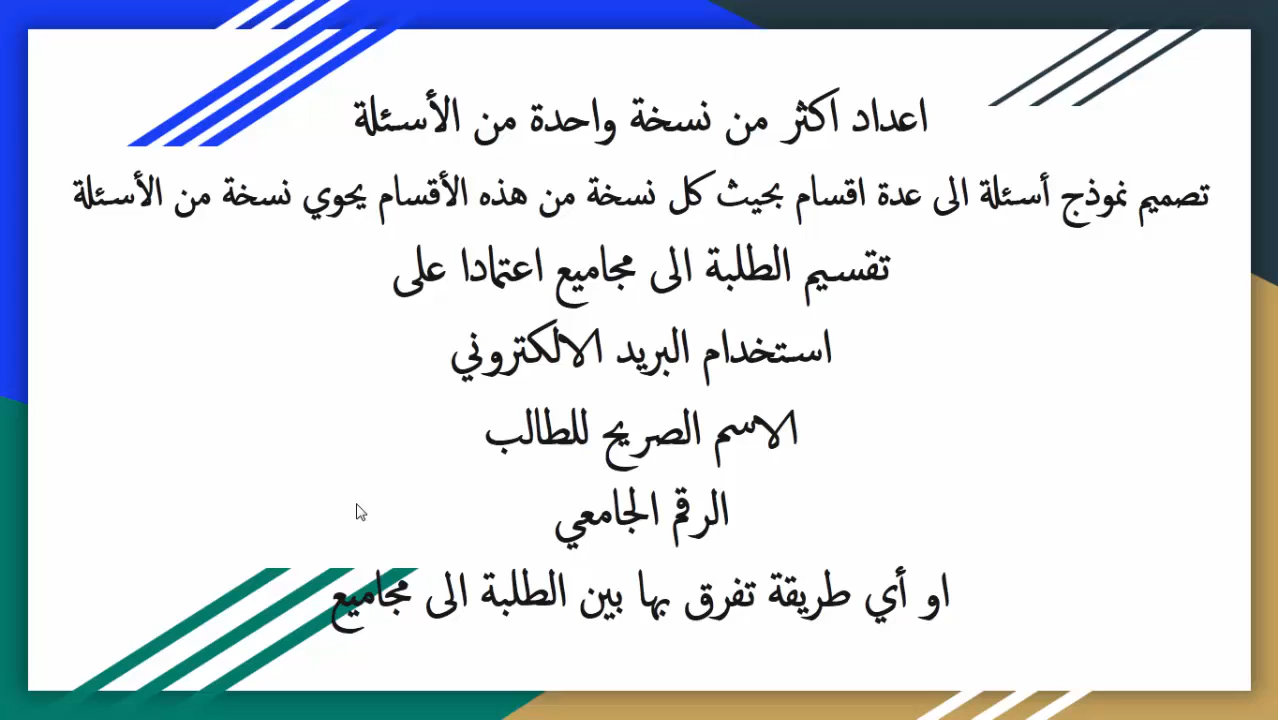 اعداد اكثر من نسخة واحدة من الأسئلة
تصميم نموذج أسئلة الى عدة اقسام بحيث كل نسخة من هذه الأقسام يحوي نسخة من الأسئلة
تقسيم الطلبة الى مجاميع اعتمادا على
استخدام البريد الالكتروني
الاسم الصريح للطالب
الرقم الجامعي
او أي طريقة تفرق بها بين الطلبة الى مجاميع